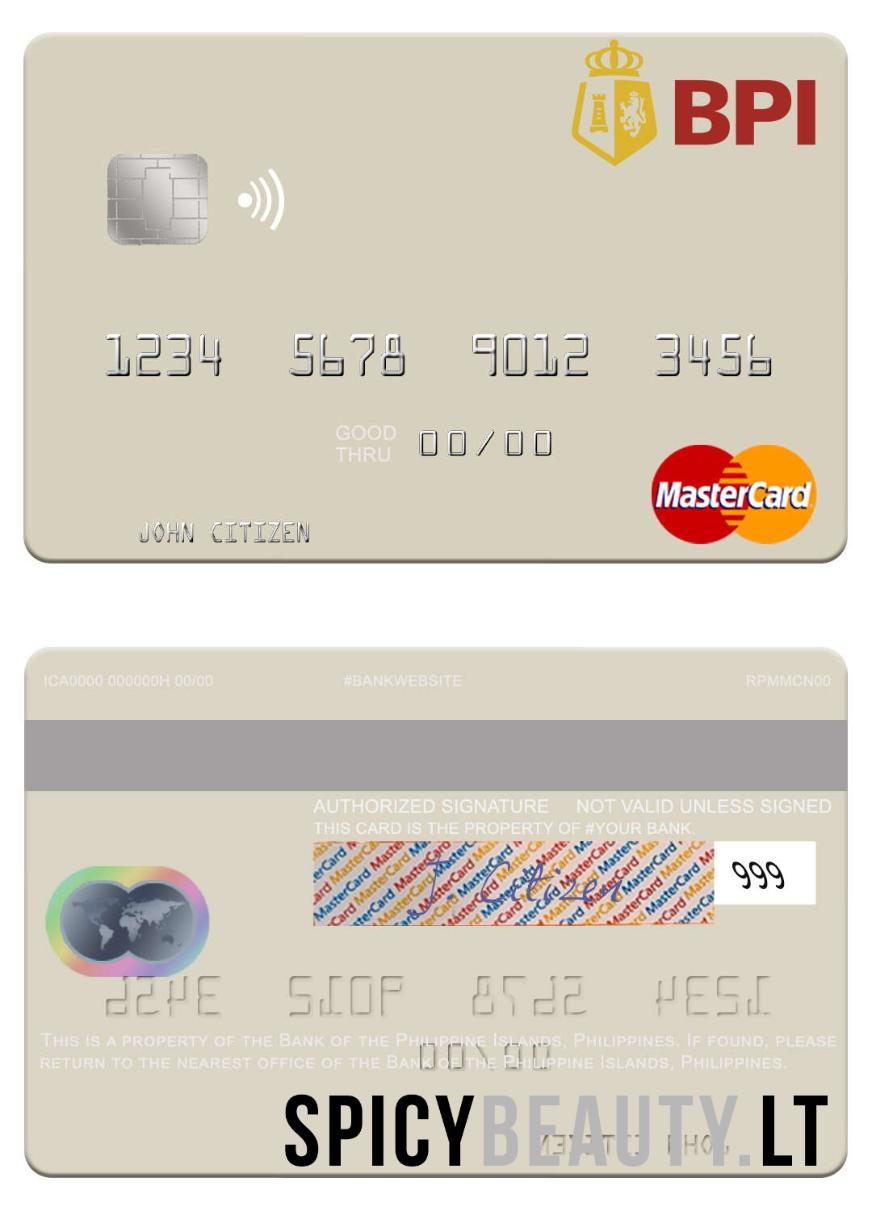 BPI
1234 5678 9012 3456
GOOD THRU 00/00
MasterCard
JOHN CITIZEN
ICA0000 000000H 00/00 #BANKWEBSITE RPMMCN00
AUTHORIZED SIGNATURE NOT VALID UNLESS SIGNED
THIS CARD IS THE PROPERTY OF #YOUR BANK.
J Citizen 999
THIS IS A PROPERTY OF THE BANK OF THE PHILIPPINE ISLANDS, PHILIPPINES. IF FOUND, PLEASE
RETURN TO THE NEAREST OFFICE OF THE BANK OF THE PHILIPPINE ISLANDS, PHILIPPINES.
SPICYBEAUTY.LT